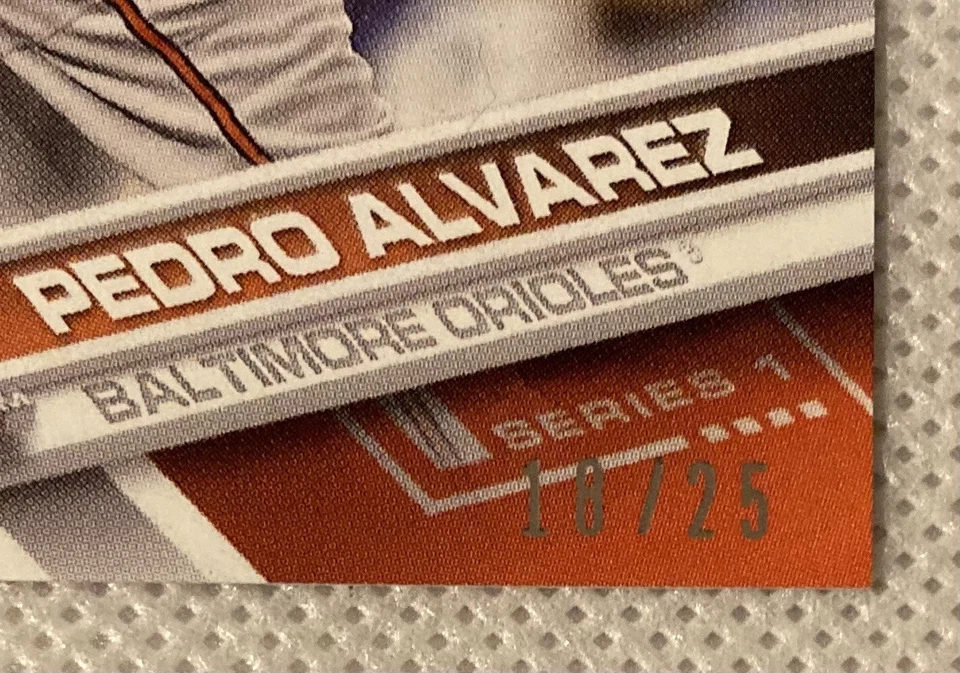 PEDRO ALVAREZ
BALTIMORE ORIOLES®
SERIES 1
18/25